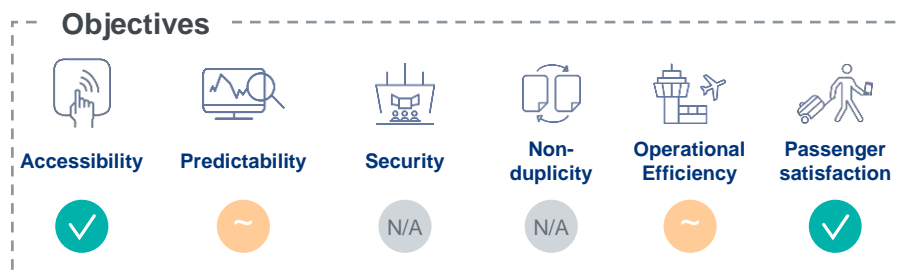 Objectives
Accessibility
Predictability
Security
Non-
duplicity
Operational
Efficiency
Passenger
satisfaction
~
N/A
N/A
~